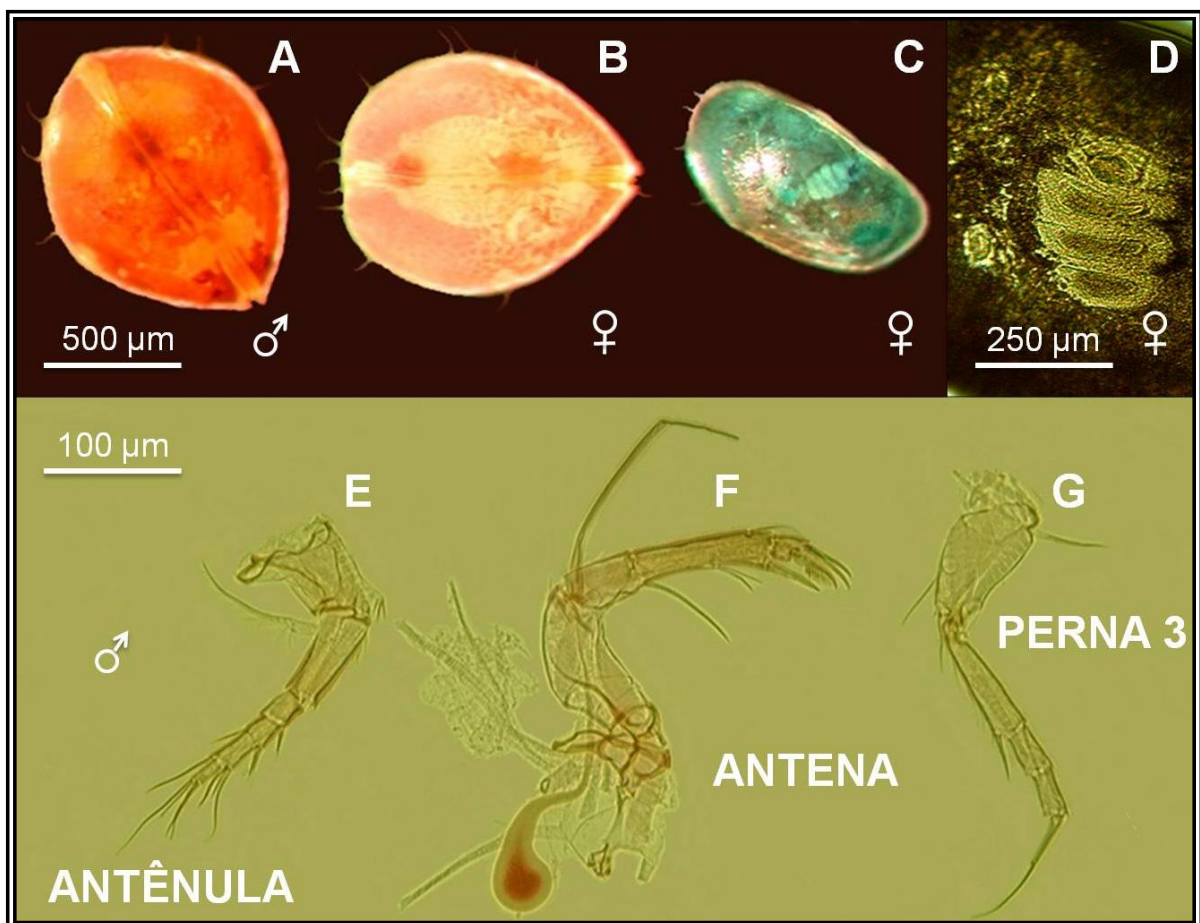 A
B
C
D
500 µm
♂
♀
♀
250 µm
♀
100 µm
E
F
G
♂
PERNA 3
ANTENA
ANTÊNULA